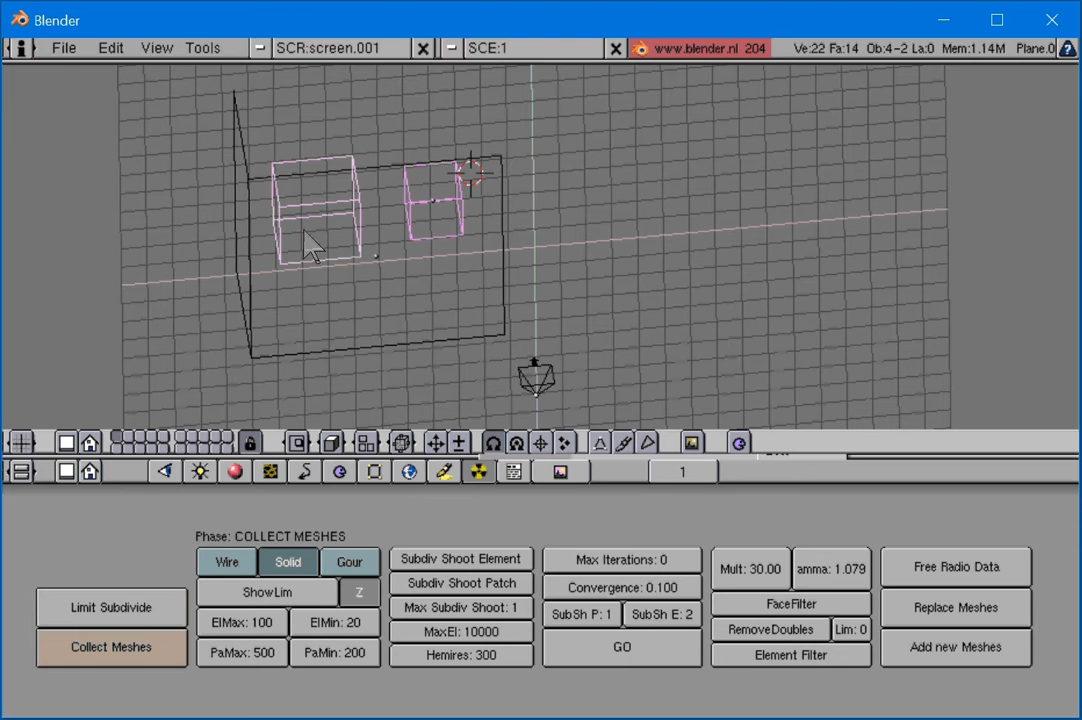 Blender
File Edit View Tools SCR:screen.001 SCE:1 www.blender.nl 204 Ve:22 Fa:14 Ob:4-2 La:0 Mem:1.14M Plane.0
1
Phase: COLLECT MESHES
Wire Solid Gour Subdiv Shoot Element Max Iterations: 0 Mult: 30.00 amma: 1.079 Free Radio Data
Limit Subdivide ShowLim Z Subdiv Shoot Patch Convergence: 0.100 FaceFilter Replace Meshes
ElMax: 100 ElMin: 20 Max Subdiv Shoot: 1 SubSh P: 1 SubSh E: 2 RemoveDoubles Lim: 0
Collect Meshes PaMax: 500 PaMin: 200 MaxEl: 10000 GO Element Filter Add new Meshes
Hemires: 300